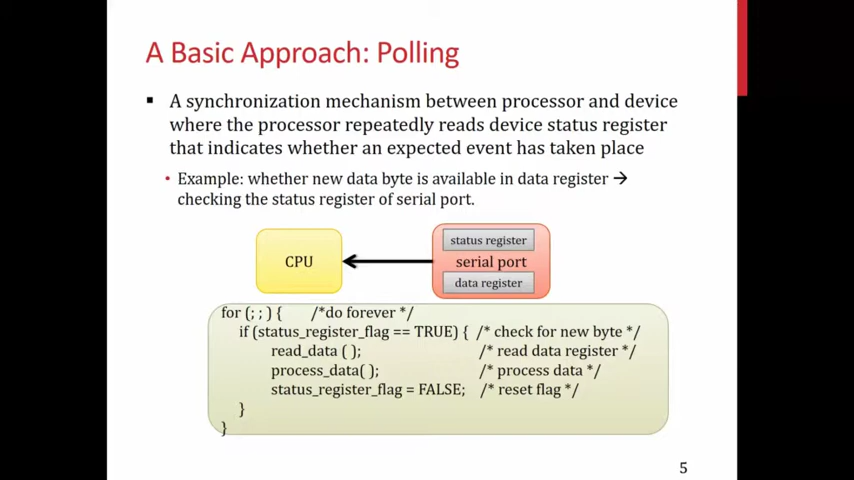 A Basic Approach: Polling
▪ A synchronization mechanism between processor and device
where the processor repeatedly reads device status register
that indicates whether an expected event has taken place
• Example: whether new data byte is available in data register →
checking the status register of serial port.
status register
CPU
serial port
data register
for (; ; ) { /*do forever */
if (status_register_flag == TRUE) { /* check for new byte */
read_data ( ); /* read data register */
process_data( ); /* process data */
status_register_flag = FALSE; /* reset flag */
}
}
5